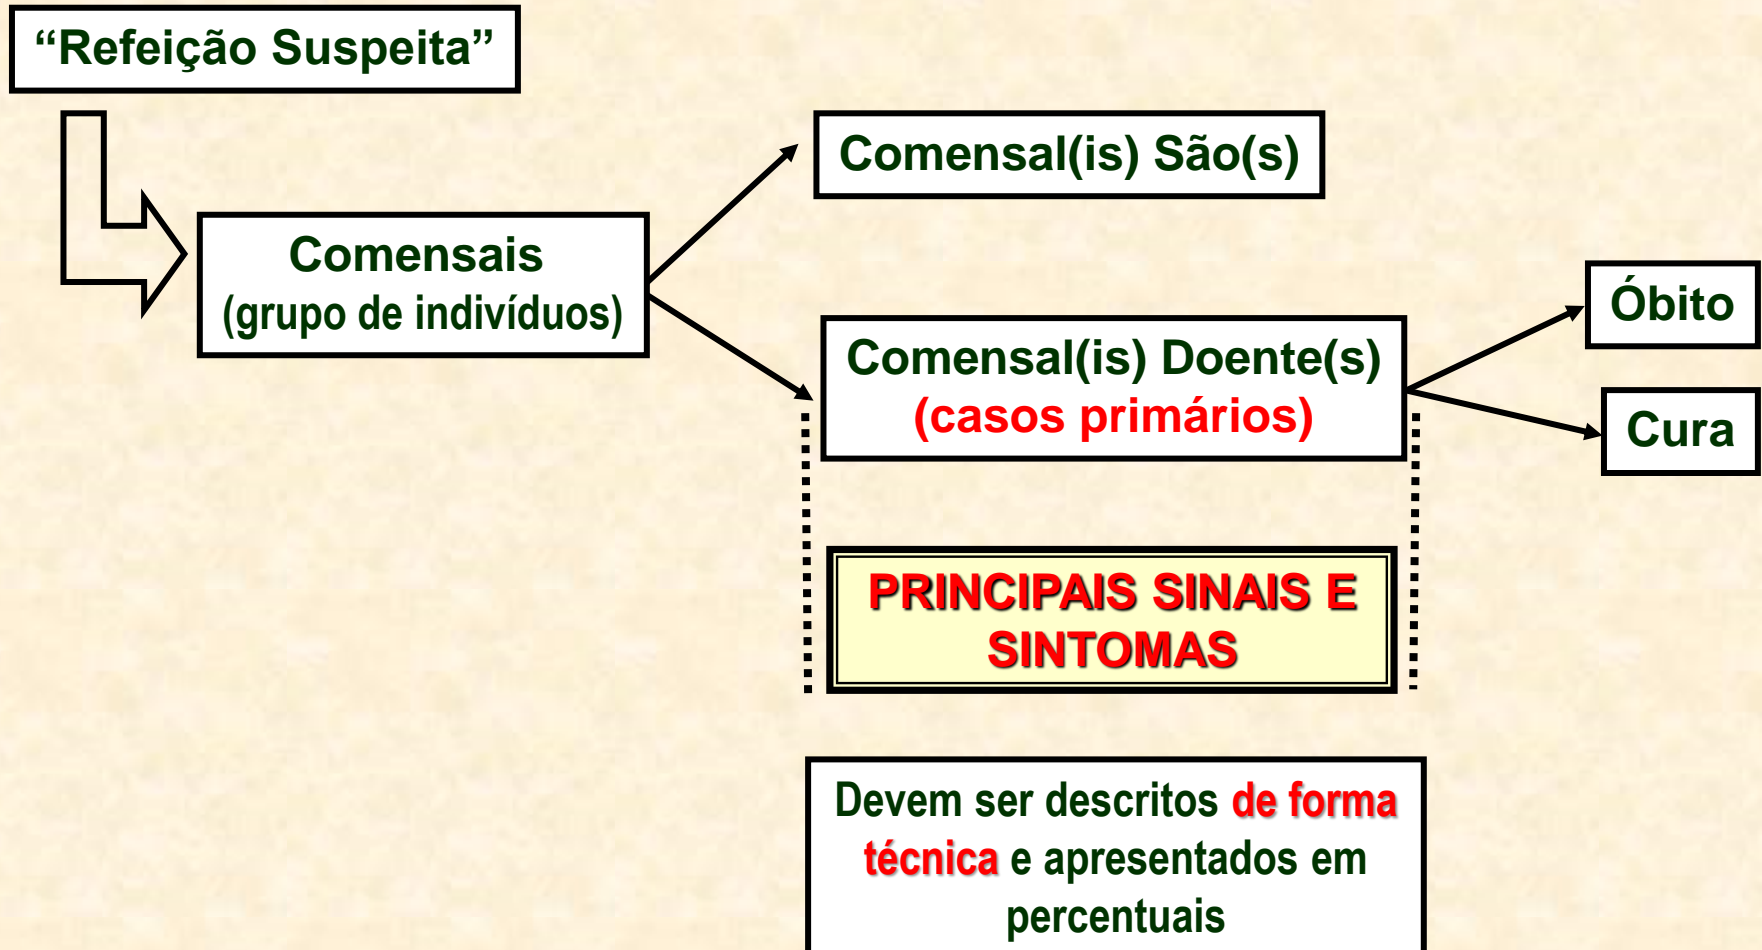 “Refeição Suspeita”
Comensal(is) São(s)
Comensais
(grupo de indivíduos)
Comensal(is) Doente(s)
(casos primários)
Óbito
Cura
PRINCIPAIS SINAIS E
SINTOMAS
Devem ser descritos de forma
técnica e apresentados em
percentuais